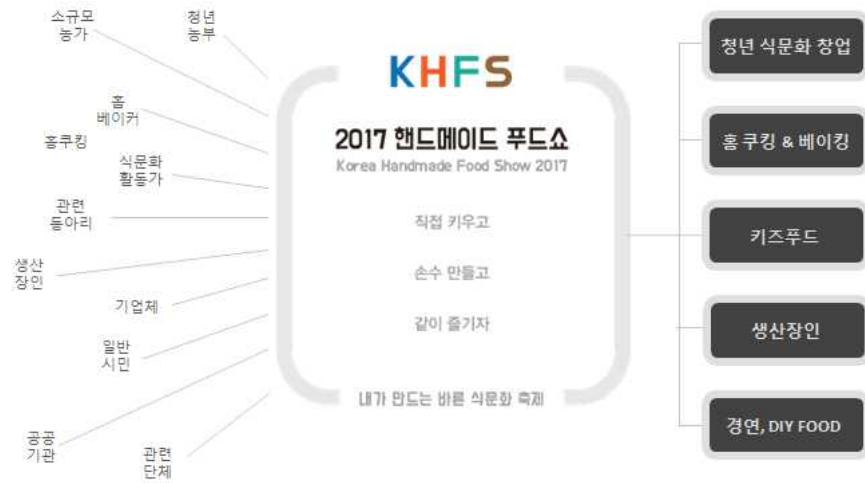 소규모
농가
청년
농부
홈
베이커
홈쿠킹
식문화
활동가
관련
동아리
생산
장인
기업체
일반
시민
공공
기관
관련
단체
KHFS
2017 핸드메이드 푸드쇼
Korea Handmade Food Show 2017
직접 키우고
손수 만들고
같이 즐기자
내가 만드는 바른 식문화 축제
청년 식문화 창업
홈 쿠킹 & 베이킹
키즈푸드
생산장인
경연, DIY FOOD